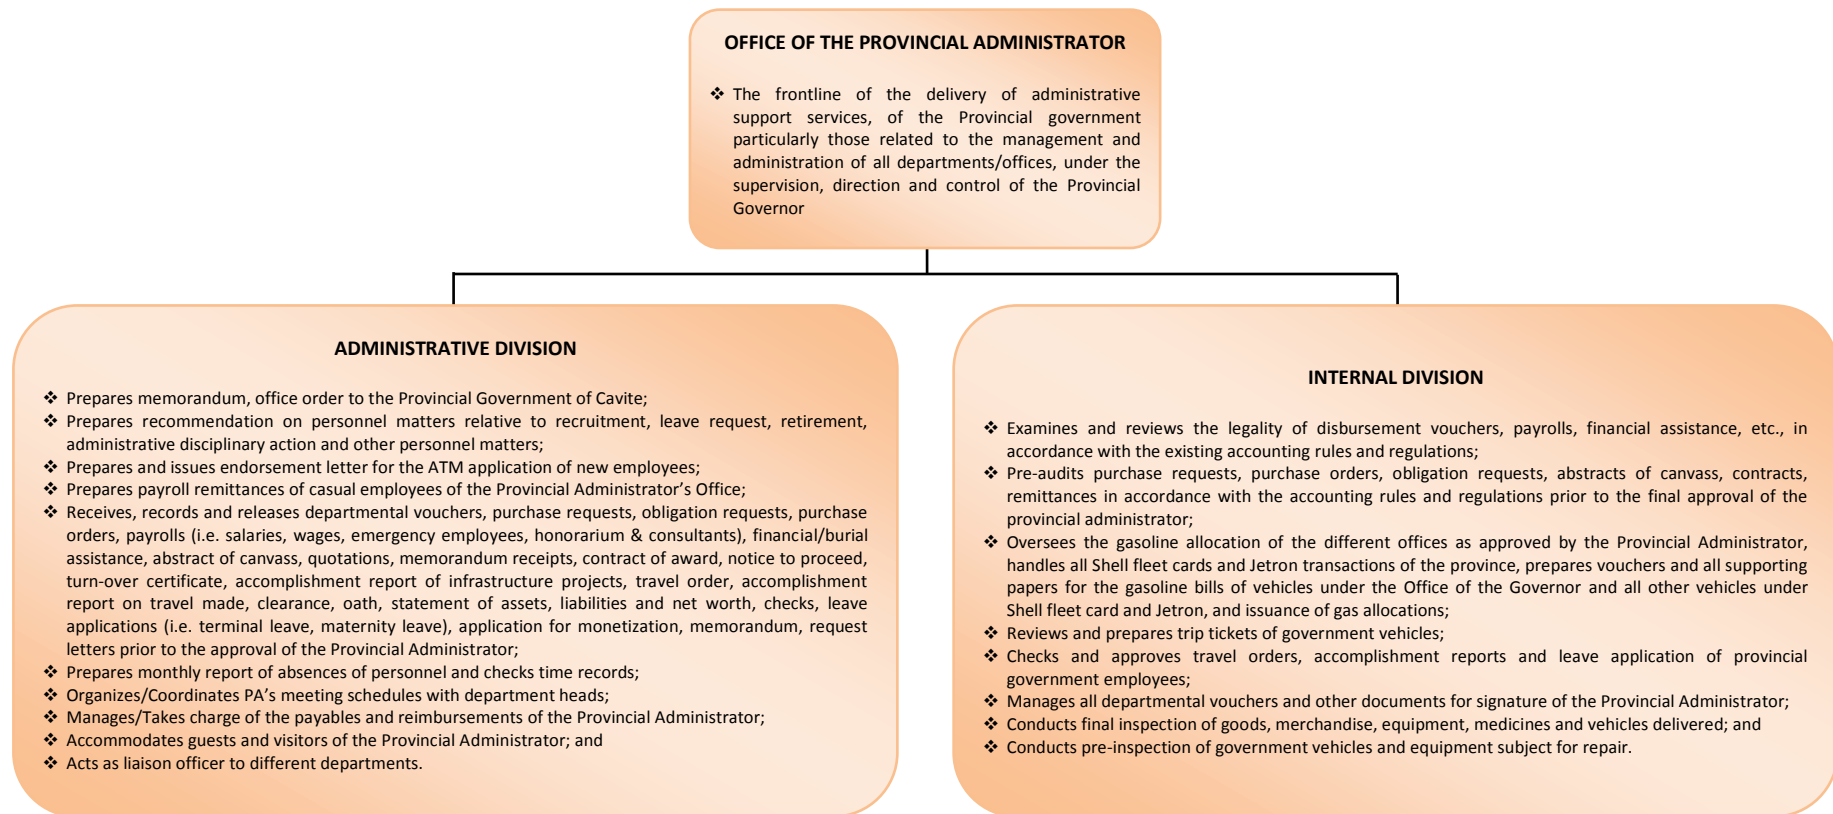 OFFICE OF THE PROVINCIAL ADMINISTRATOR
❖ The frontline of the delivery of administrative
support services, of the Provincial government
particularly those related to the management and
administration of all departments/offices, under the
supervision, direction and control of the Provincial
Governor
ADMINISTRATIVE DIVISION
❖ Prepares memorandum, office order to the Provincial Government of Cavite;
❖ Prepares recommendation on personnel matters relative to recruitment, leave request, retirement,
administrative disciplinary action and other personnel matters;
❖ Prepares and issues endorsement letter for the ATM application of new employees;
❖ Prepares payroll remittances of casual employees of the Provincial Administrator’s Office;
❖ Receives, records and releases departmental vouchers, purchase requests, obligation requests, purchase
orders, payrolls (i.e. salaries, wages, emergency employees, honorarium & consultants), financial/burial
assistance, abstract of canvass, quotations, memorandum receipts, contract of award, notice to proceed,
turn-over certificate, accomplishment report of infrastructure projects, travel order, accomplishment
report on travel made, clearance, oath, statement of assets, liabilities and net worth, checks, leave
applications (i.e. terminal leave, maternity leave), application for monetization, memorandum, request
letters prior to the approval of the Provincial Administrator;
❖ Prepares monthly report of absences of personnel and checks time records;
❖ Organizes/Coordinates PA’s meeting schedules with department heads;
❖ Manages/Takes charge of the payables and reimbursements of the Provincial Administrator;
❖ Accommodates guests and visitors of the Provincial Administrator; and
❖ Acts as liaison officer to different departments.
INTERNAL DIVISION
❖ Examines and reviews the legality of disbursement vouchers, payrolls, financial assistance, etc., in
accordance with the existing accounting rules and regulations;
❖ Pre-audits purchase requests, purchase orders, obligation requests, abstracts of canvass, contracts,
remittances in accordance with the accounting rules and regulations prior to the final approval of the
provincial administrator;
❖ Oversees the gasoline allocation of the different offices as approved by the Provincial Administrator,
handles all Shell fleet cards and Jetron transactions of the province, prepares vouchers and all supporting
papers for the gasoline bills of vehicles under the Office of the Governor and all other vehicles under
Shell fleet card and Jetron, and issuance of gas allocations;
❖ Reviews and prepares trip tickets of government vehicles;
❖ Checks and approves travel orders, accomplishment reports and leave application of provincial
government employees;
❖ Manages all departmental vouchers and other documents for signature of the Provincial Administrator;
❖ Conducts final inspection of goods, merchandise, equipment, medicines and vehicles delivered; and
❖ Conducts pre-inspection of government vehicles and equipment subject for repair.